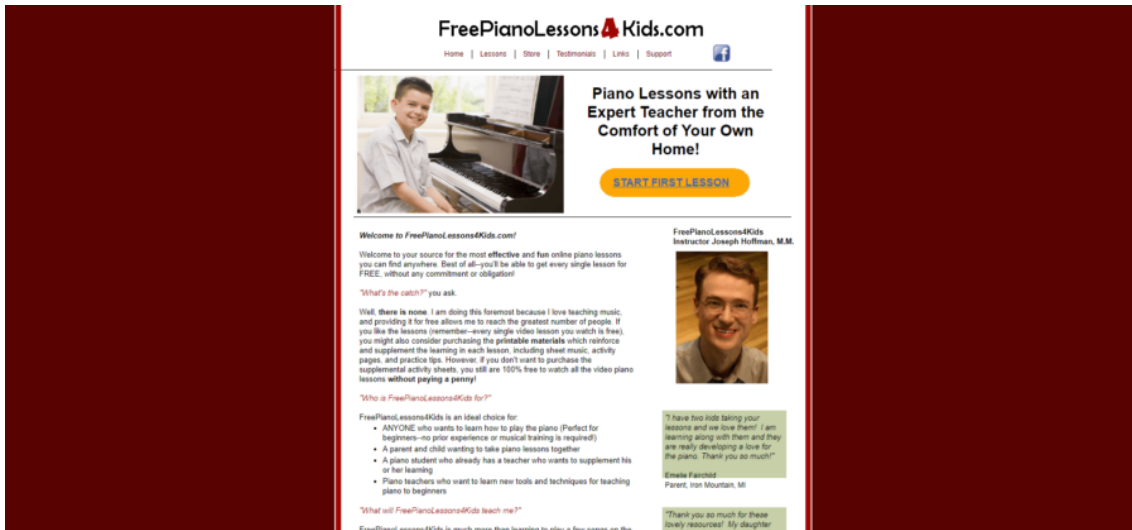 FreePianoLessons4Kids.com
Home | Lessons | Store | Testimonials | Links | Support
Piano Lessons with an
Expert Teacher from the
Comfort of Your Own
Home!
START FIRST LESSON
Welcome to FreePianoLessons4Kids.com!
Welcome to your source for the most effective and fun online piano lessons
you can find anywhere. Best of all--you'll be able to get every single lesson for
FREE, without any commitment or obligation!
"What's the catch?" you ask.
Well, there is none. I am doing this foremost because I love teaching music,
and providing it for free allows me to reach the greatest number of people. If
you like the lessons (remember--every single video lesson you watch is free),
you might also consider purchasing the printable materials which reinforce
and supplement the learning in each lesson, including sheet music, activity
pages, and practice tips. However, if you don't want to purchase the
supplemental activity sheets, you still are 100% free to watch all the video piano
lessons without paying a penny!
"Who is FreePianoLessons4Kids for?"
FreePianoLessons4Kids is an ideal choice for:
• ANYONE who wants to learn how to play the piano (Perfect for
beginners--no prior experience or musical training is required!)
• A parent and child wanting to take piano lessons together
• A piano student who already has a teacher who wants to supplement his
or her learning
• Piano teachers who want to learn new tools and techniques for teaching
piano to beginners
"What will FreePianoLessons4Kids teach me?"
FreePianoLessons4Kids is much more than learning to play a few songs on the
FreePianoLessons4Kids
Instructor Joseph Hoffman, M.M.
"I have two kids taking your
lessons and we love them! I am
learning along with them and they
are really developing a love for
the piano. Thank you so much!"
Emelie Fairchild
Parent, Iron Mountain, MI
"Thank you so much for these
lovely resources! My daughter